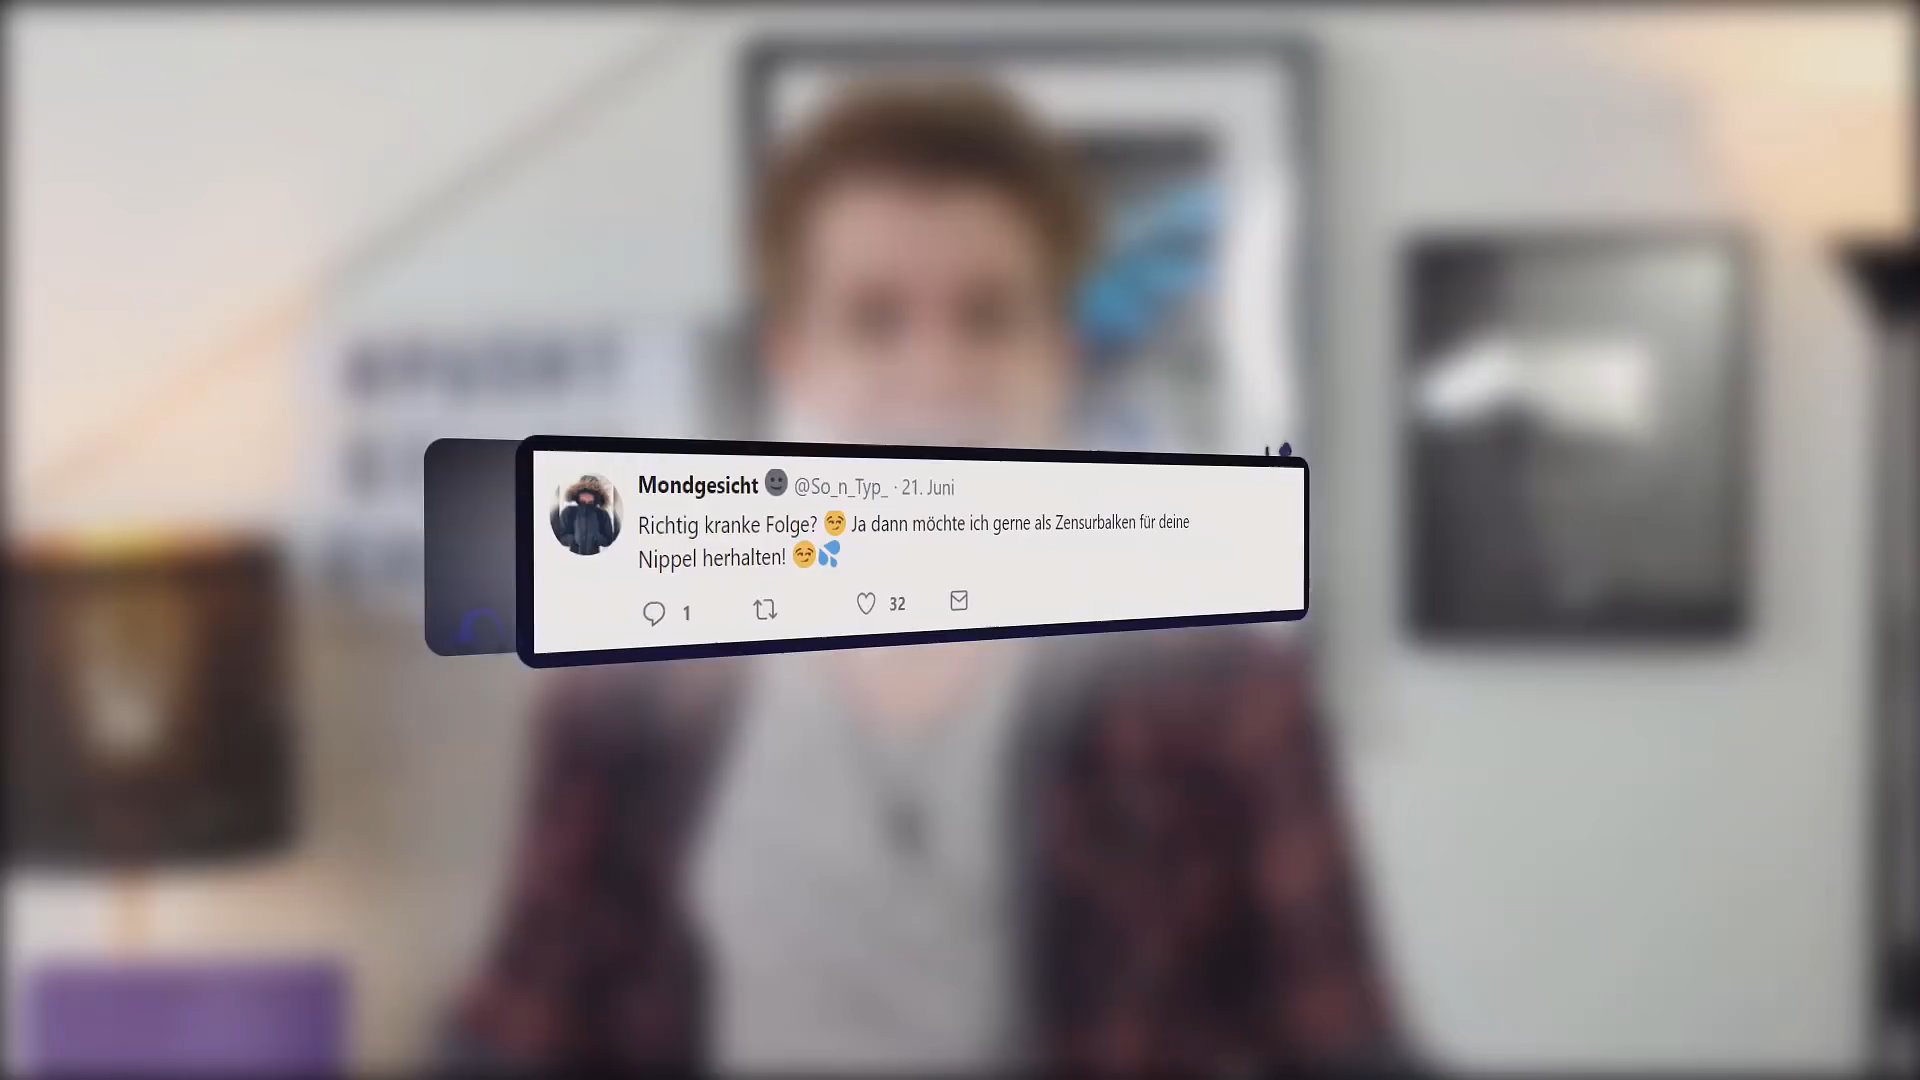 Mondgesicht 🌚 @So_n_Typ_ · 21. Juni
Richtig kranke Folge? 😏 Ja dann möchte ich gerne als Zensurbalken für deine
Nippel herhalten! 😏💦
1 32